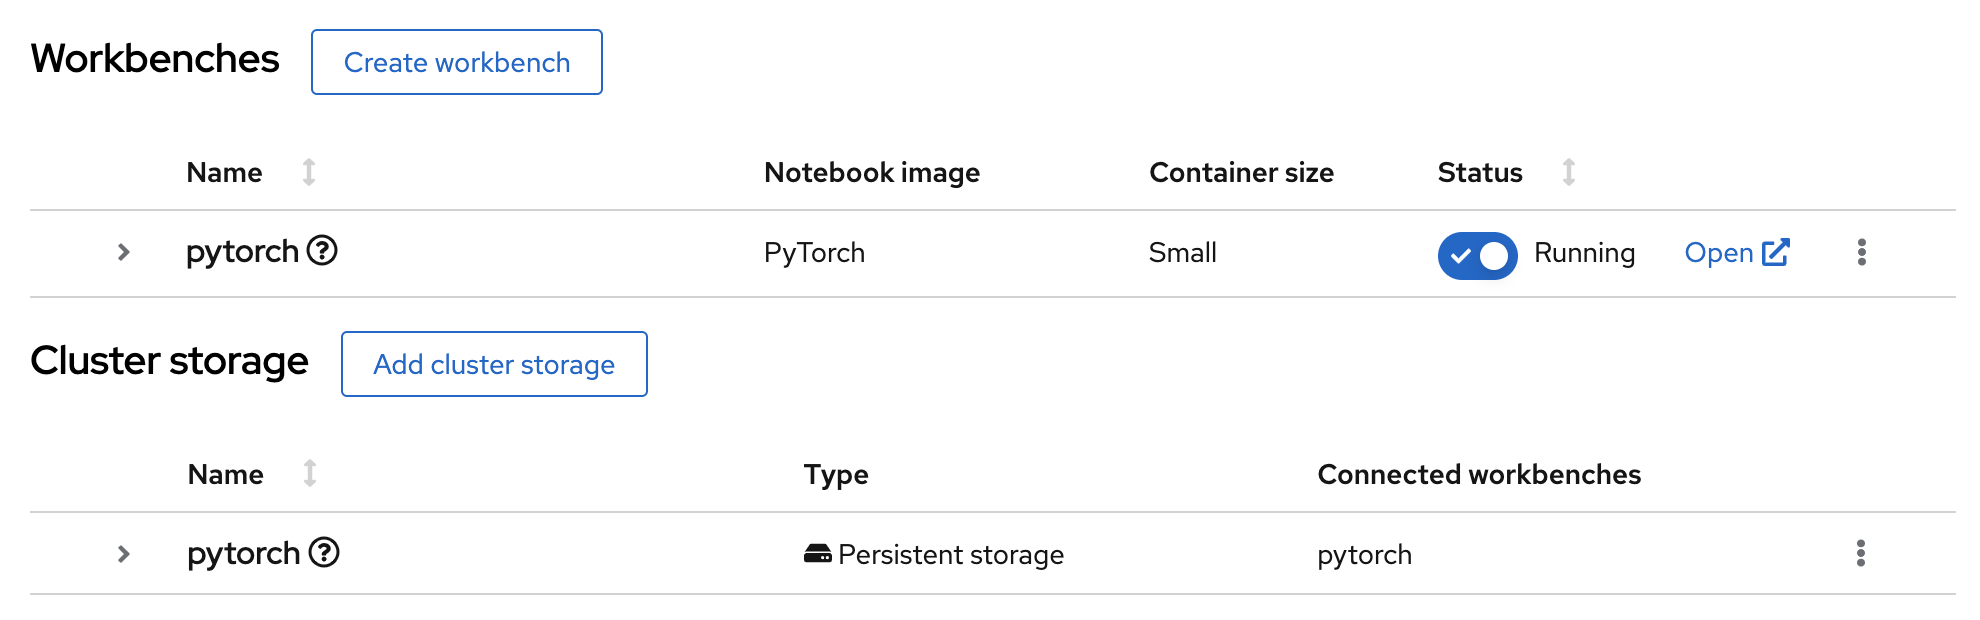 Workbenches Create workbench
Name Notebook image Container size Status
pytorch PyTorch Small Running Open
Cluster storage Add cluster storage
Name Type Connected workbenches
pytorch Persistent storage pytorch